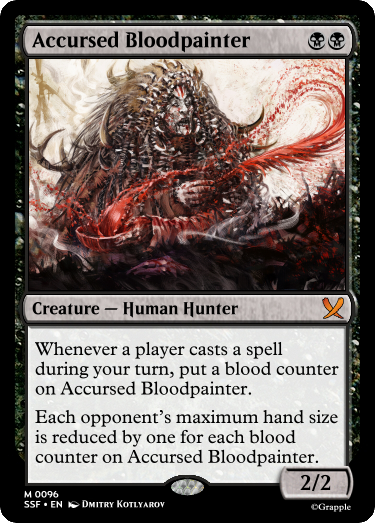 Accursed Bloodpainter
Creature — Human Hunter
Whenever a player casts a spell
during your turn, put a blood counter
on Accursed Bloodpainter.
Each opponent's maximum hand size
is reduced by one for each blood
counter on Accursed Bloodpainter.
2/2
M 0096
SSF • EN Dmitry Kotlyarov
©Grapple